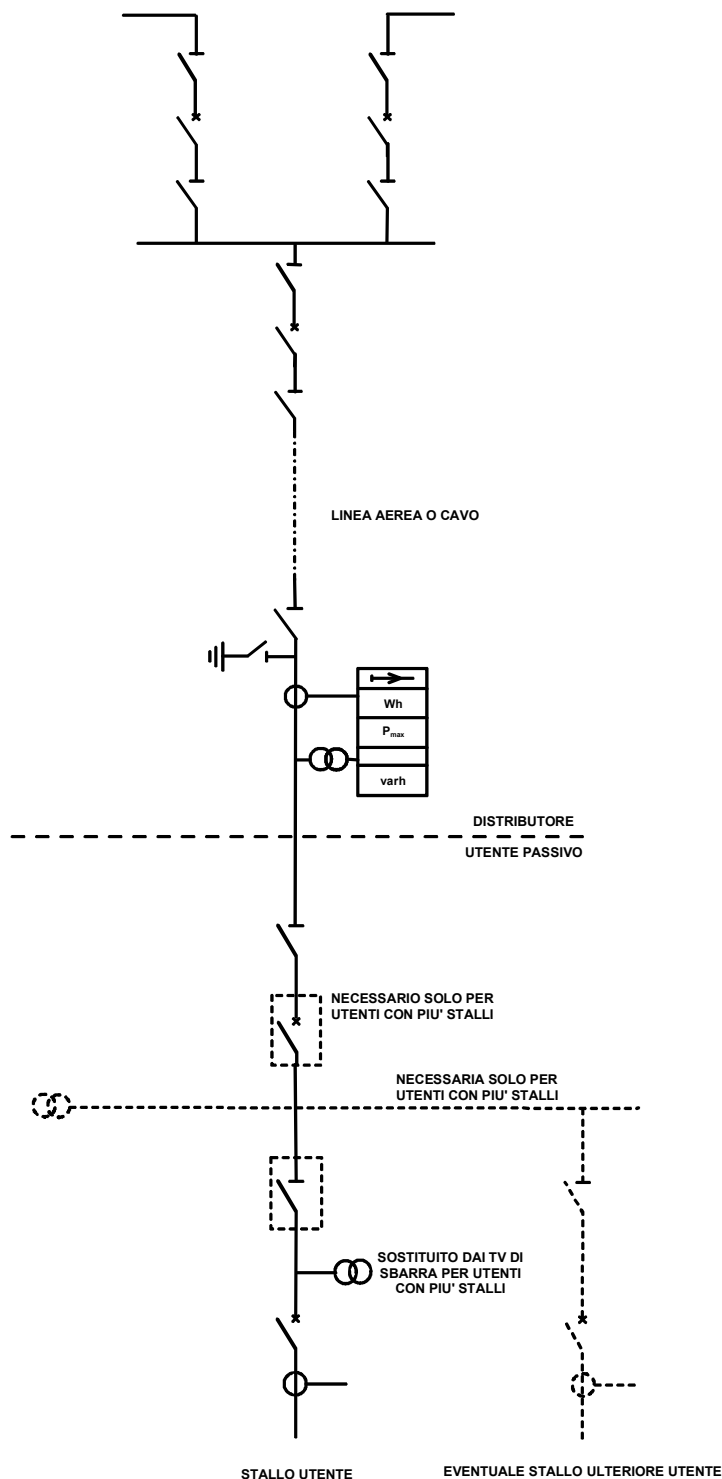 LINEA AEREA O CAVO
Wh
Pmax
varh
DISTRIBUTORE
UTENTE PASSIVO
NECESSARIO SOLO PER
UTENTI CON PIU' STALLI
NECESSARIA SOLO PER
UTENTI CON PIU' STALLI
SOSTITUITO DAI TV DI
SBARRA PER UTENTI
CON PIU' STALLI
STALLO UTENTE
EVENTUALE STALLO ULTERIORE UTENTE